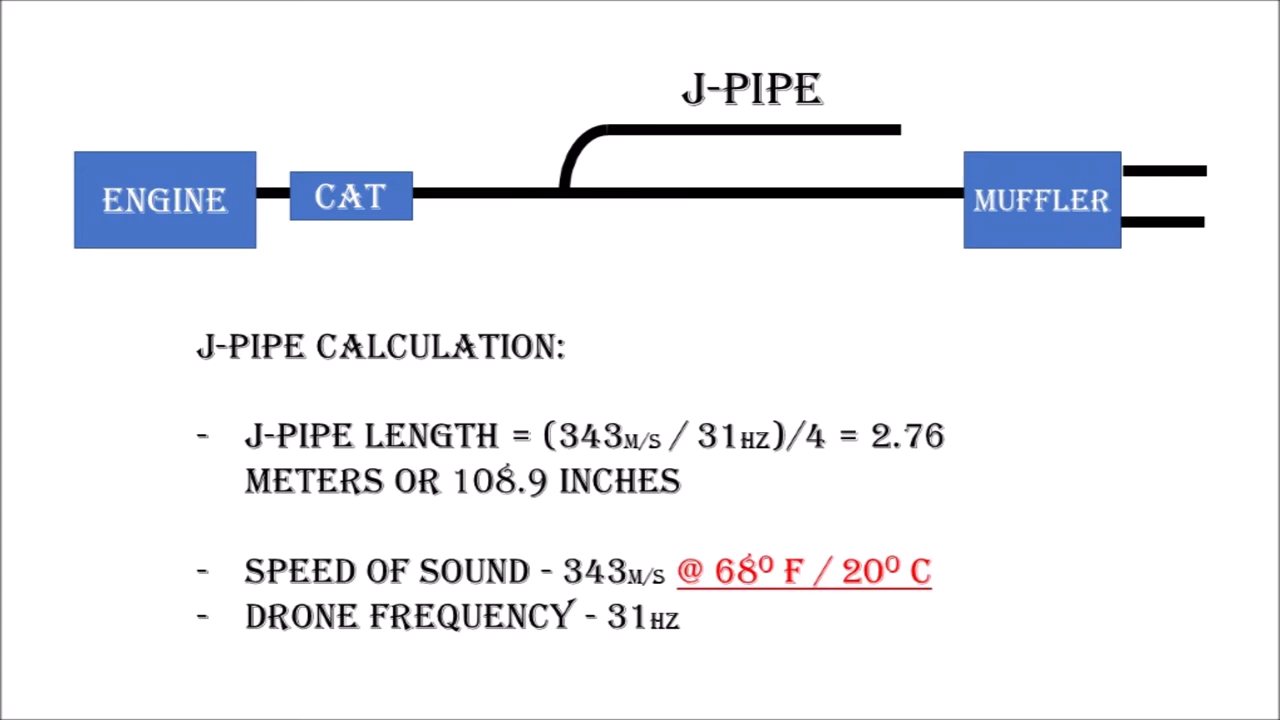 J-PIPE
ENGINE
CAT
MUFFLER
J-PIPE CALCULATION:
- J-PIPE LENGTH = (343M/S / 31HZ)/4 = 2.76
METERS OR 108.9 INCHES
- SPEED OF SOUND - 343M/S @ 68⁰ F / 20⁰ C
- DRONE FREQUENCY - 31HZ